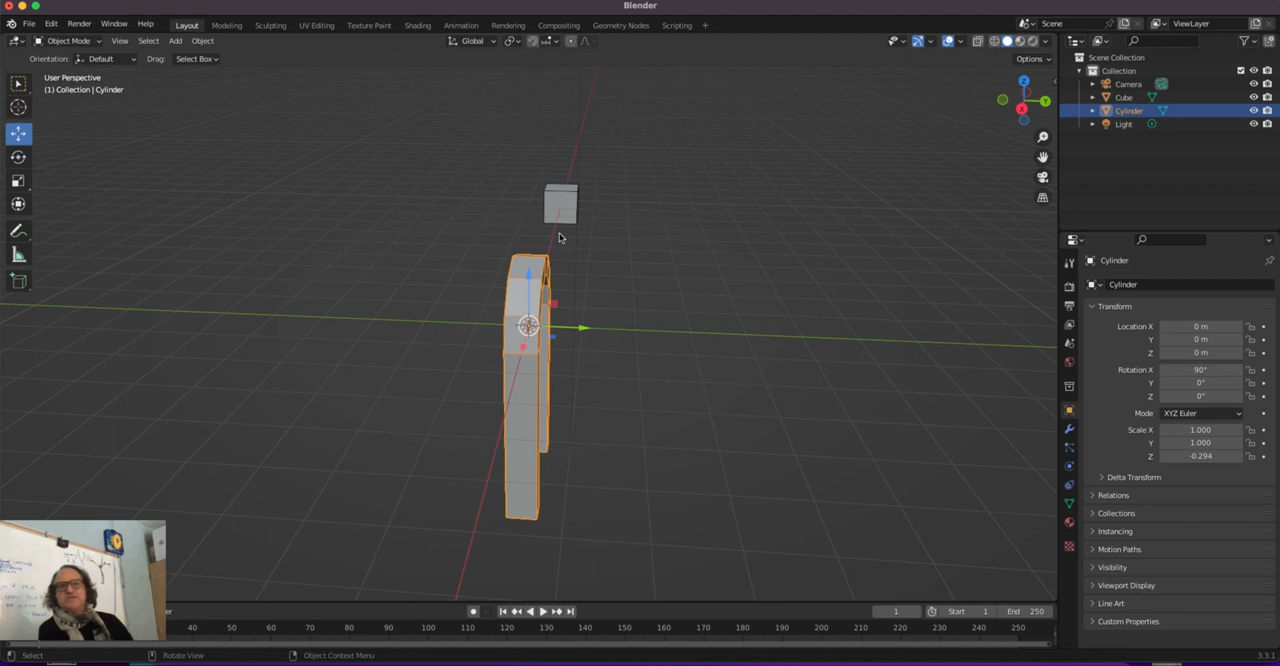 Blender
File Edit Render Window Help Layout Modeling Sculpting UV Editing Texture Paint Shading Animation Rendering Compositing Geometry Nodes Scripting + Scene ViewLayer
Object Mode View Select Add Object Global
Orientation: Default Drag: Select Box Options
User Perspective
(1) Collection | Cylinder
Z
Y
X
Scene Collection
Collection
Camera
Cube
Cylinder
Light
Cylinder
Cylinder
Transform
Location X 0 m
Y 0 m
Z 0 m
Rotation X 90°
Y 0°
Z 0°
Mode XYZ Euler
Scale X 1.000
Y 1.000
Z -0.294
Delta Transform
Relations
Collections
Instancing
Motion Paths
Visibility
Viewport Display
Line Art
Custom Properties
1 Start 1 End 250
40 50 60 70 80 90 100 110 120 130 140 150 160 170 180 190 200 210 220 230 240 250
Select Rotate View Object Context Menu 3.3.1